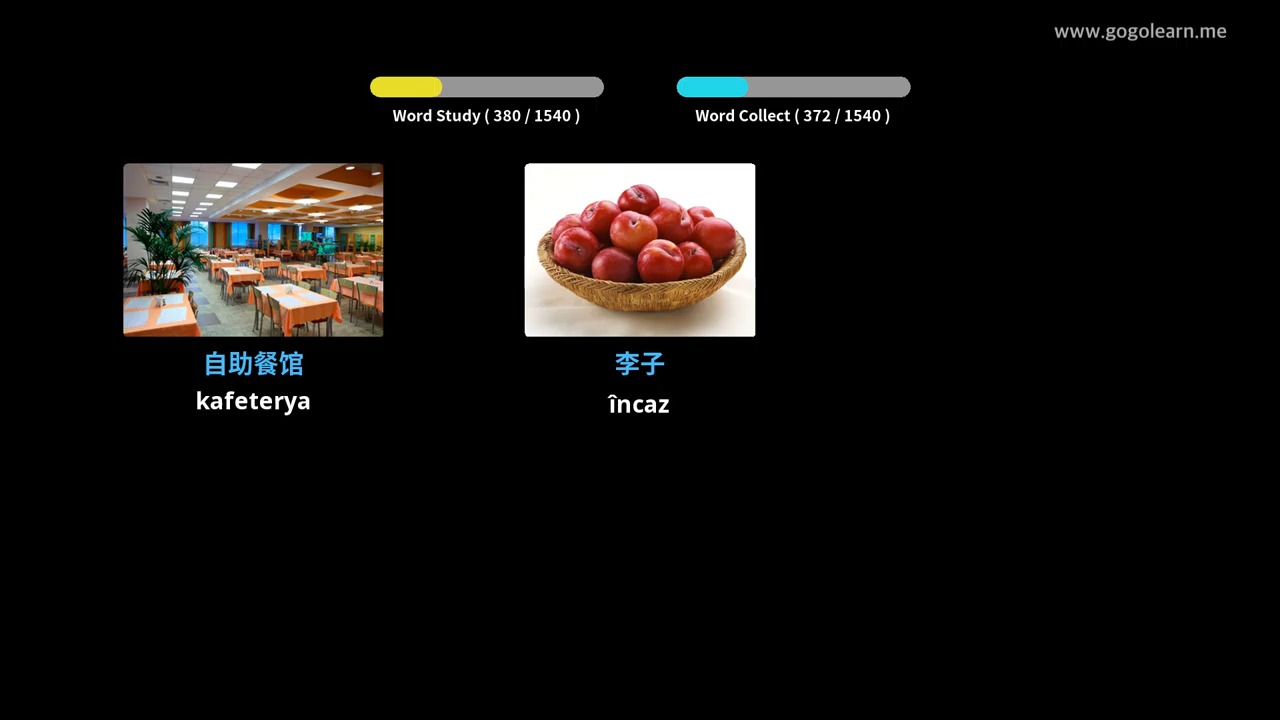 www.gogolearn.me
Word Study ( 380 / 1540 )
Word Collect ( 372 / 1540 )
自助餐馆
kafeterya
李子
încaz